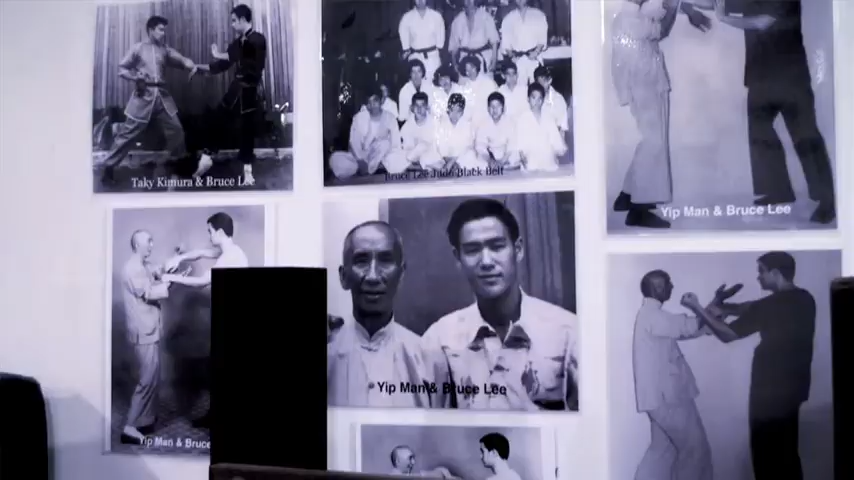 Taky Kimura & Bruce Lee
Bruce Lee Judo Black Belt
Yip Man & Bruce Lee
Yip Man & Bruce Lee
Yip Man & Bruce